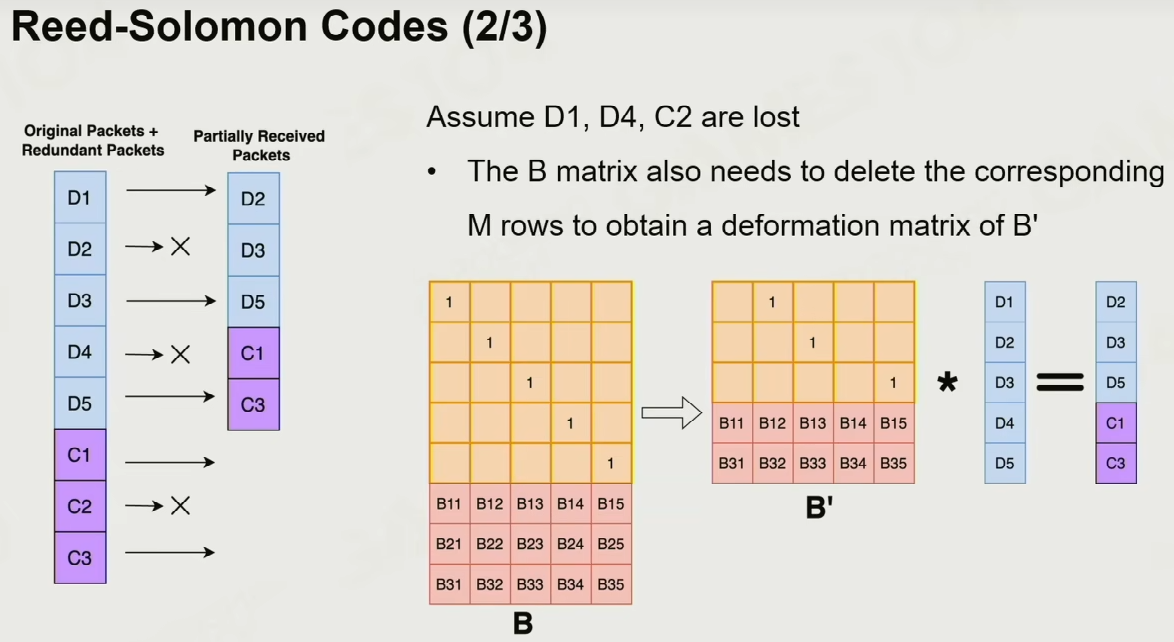 Reed-Solomon Codes (2/3)
Original Packets +
Redundant Packets
D1
D2
D3
D4
D5
C1
C2
C3
Partially Received
Packets
D2
D3
D5
C1
C3
Assume D1, D4, C2 are lost
• The B matrix also needs to delete the corresponding
M rows to obtain a deformation matrix of B'
1
1
1
1
1
B11 B12 B13 B14 B15
B21 B22 B23 B24 B25
B31 B32 B33 B34 B35
B
1
1
1
B11 B12 B13 B14 B15
B31 B32 B33 B34 B35
B'
*
D1
D2
D3
D4
D5
=
D2
D3
D5
C1
C3